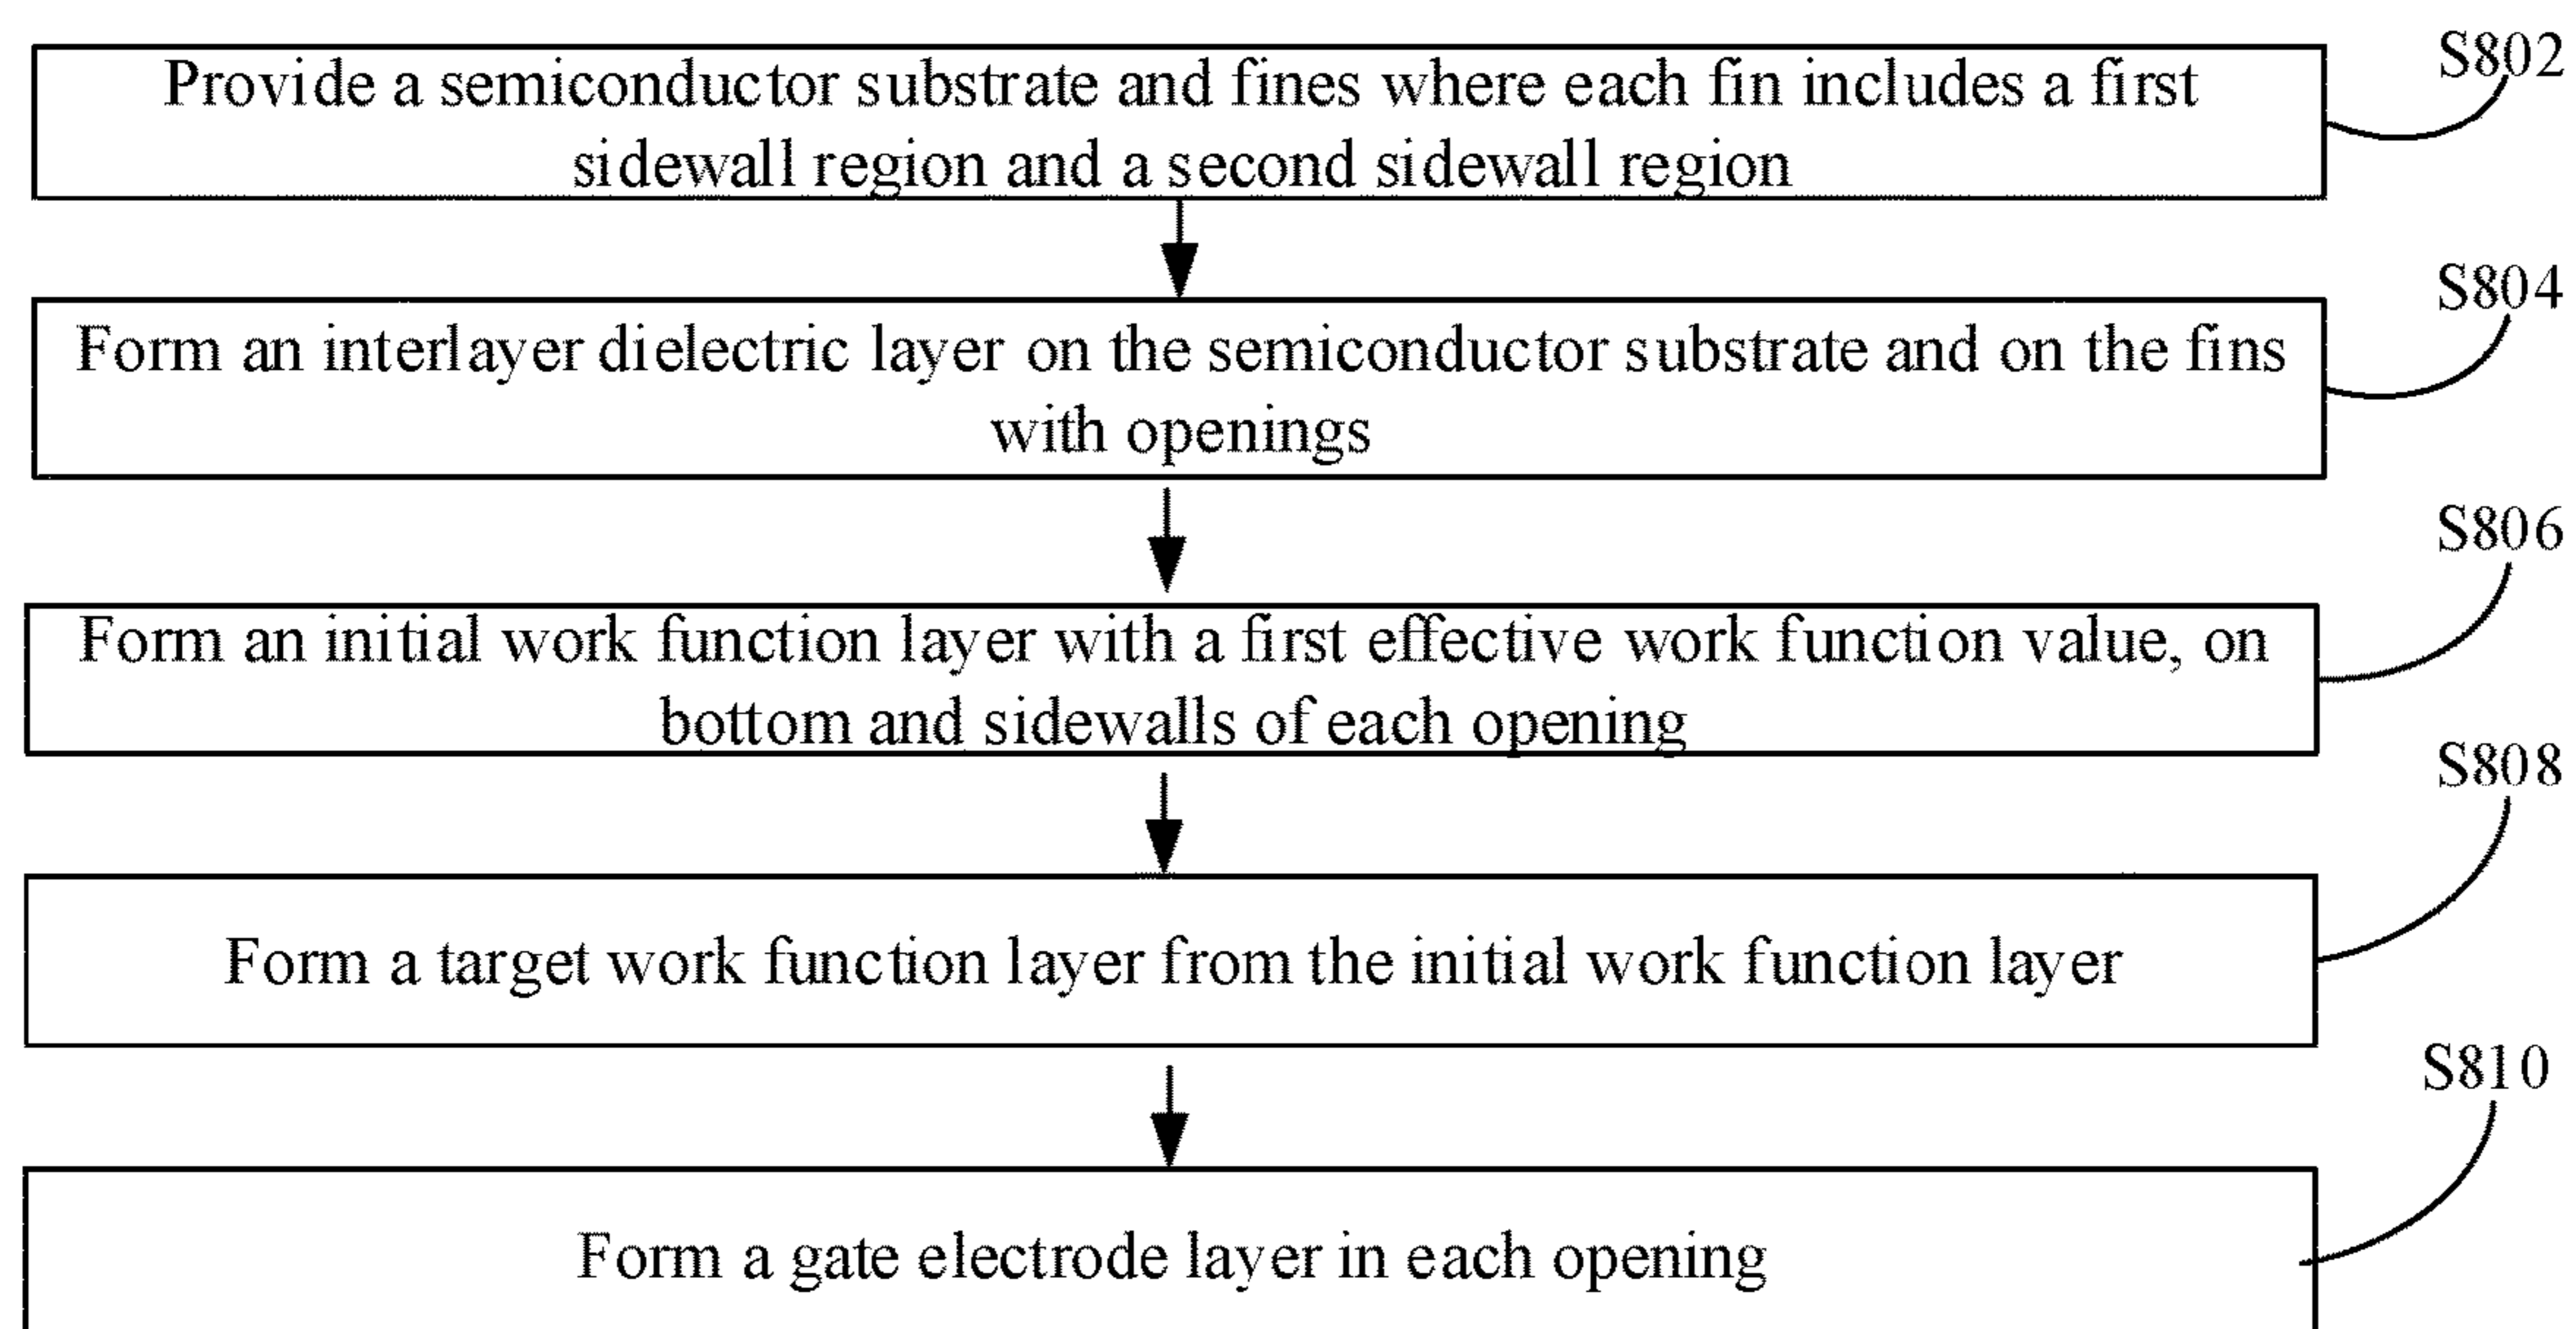 S802
Provide a semiconductor substrate and fines where each fin includes a first
sidewall region and a second sidewall region
S804
Form an interlayer dielectric layer on the semiconductor substrate and on the fins
with openings
S806
Form an initial work function layer with a first effective work function value, on
bottom and sidewalls of each opening
S808
Form a target work function layer from the initial work function layer
S810
Form a gate electrode layer in each opening